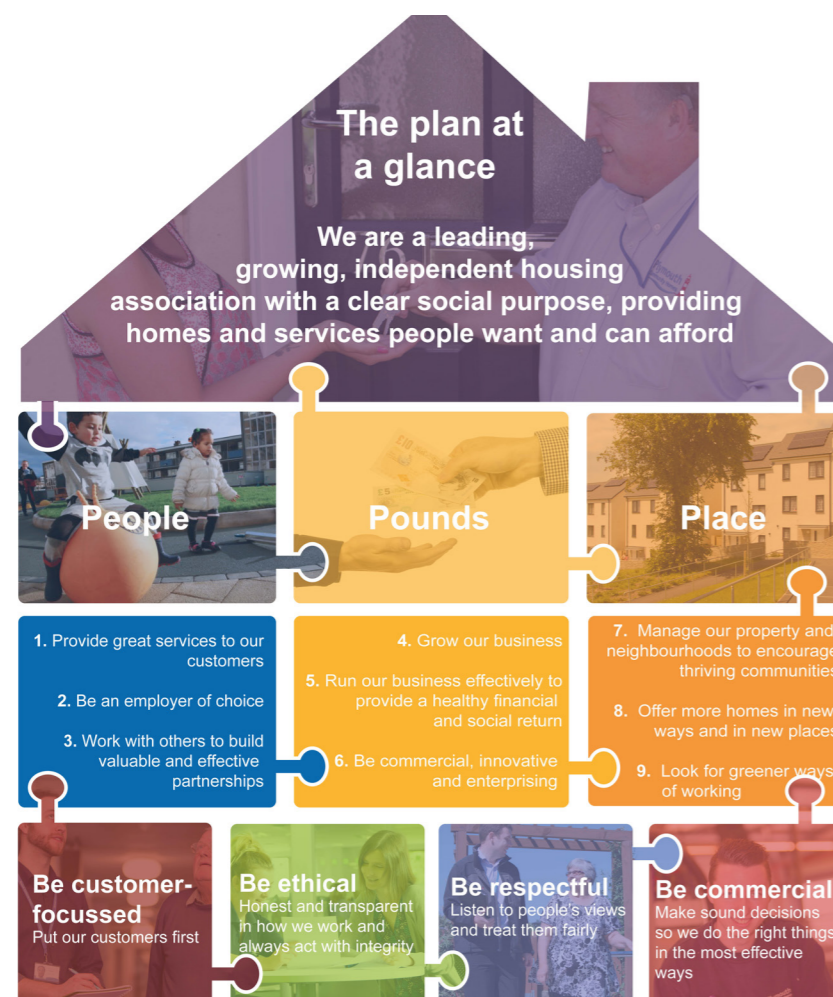 The plan at
a glance
We are a leading,
growing, independent housing
association with a clear social purpose, providing
homes and services people want and can afford
People
Pounds
Place
1. Provide great services to our
customers
2. Be an employer of choice
3. Work with others to build
valuable and effective
partnerships
4. Grow our business
5. Run our business effectively to
provide a healthy financial
and social return
6. Be commercial, innovative
and enterprising
7. Manage our property and
neighbourhoods to encourage
thriving communities
8. Offer more homes in new
ways and in new places
9. Look for greener ways
of working
Be customer-
focussed
Put our customers first
Be ethical
Honest and transparent
in how we work and
always act with integrity
Be respectful
Listen to people's views
and treat them fairly
Be commercial
Make sound decisions
so we do the right things
in the most effective
ways